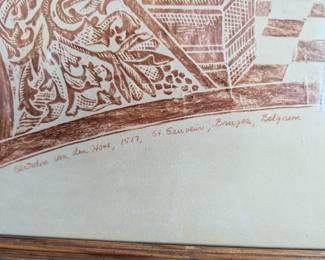 van den Hove, 1517, St. Sauveur, Bruges, Belgium